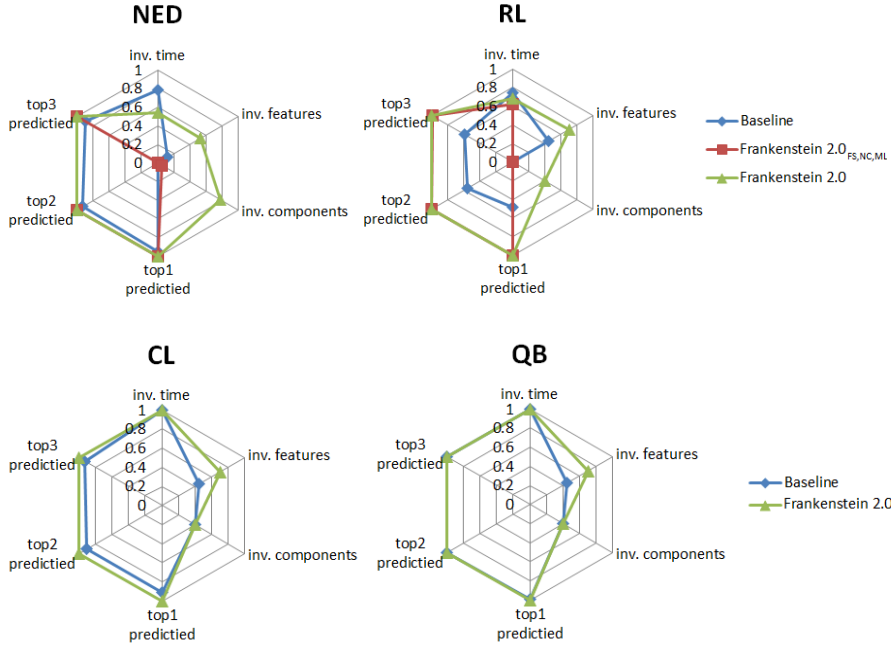 NED
inv. time
1
0.8
0.6
0.4
0.2
0
inv. features
inv. components
top1
predictied
top2
predictied
top3
predictied
RL
inv. time
1
0.8
0.6
0.4
0.2
0
inv. features
inv. components
top1
predictied
top2
predictied
top3
predictied
Baseline
Frankenstein 2.0FS,NC,ML
Frankenstein 2.0
CL
inv. time
1
0.8
0.6
0.4
0.2
0
inv. features
inv. components
top1
predictied
top2
predictied
top3
predictied
QB
inv. time
1
0.8
0.6
0.4
0.2
0
inv. features
inv. components
top1
predictied
top2
predictied
top3
predictied
Baseline
Frankenstein 2.0